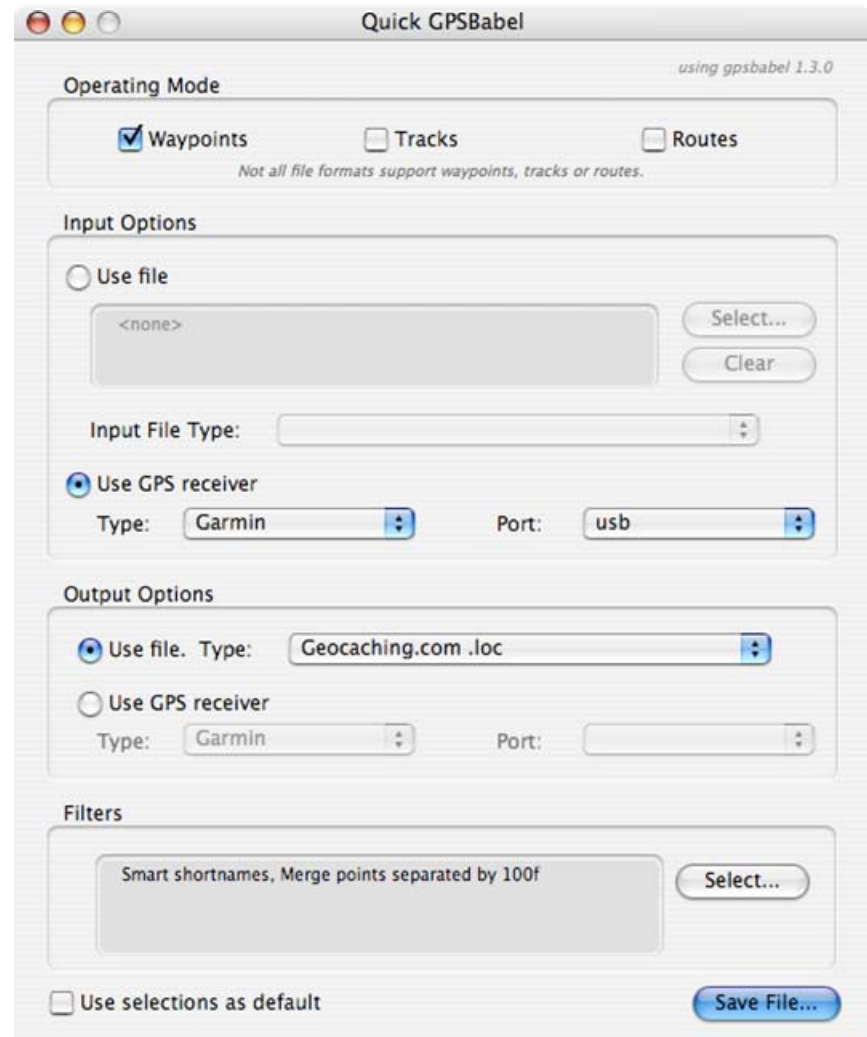 Quick GPSBabel
using gpsbabel 1.3.0
Operating Mode
Waypoints Tracks Routes
Not all file formats support waypoints, tracks or routes.
Input Options
Use file
<none>
Select...
Clear
Input File Type:
Use GPS receiver
Type: Garmin Port: usb
Output Options
Use file. Type: Geocaching.com .loc
Use GPS receiver
Type: Garmin Port:
Filters
Smart shortnames, Merge points separated by 100f
Select...
Use selections as default
Save File...